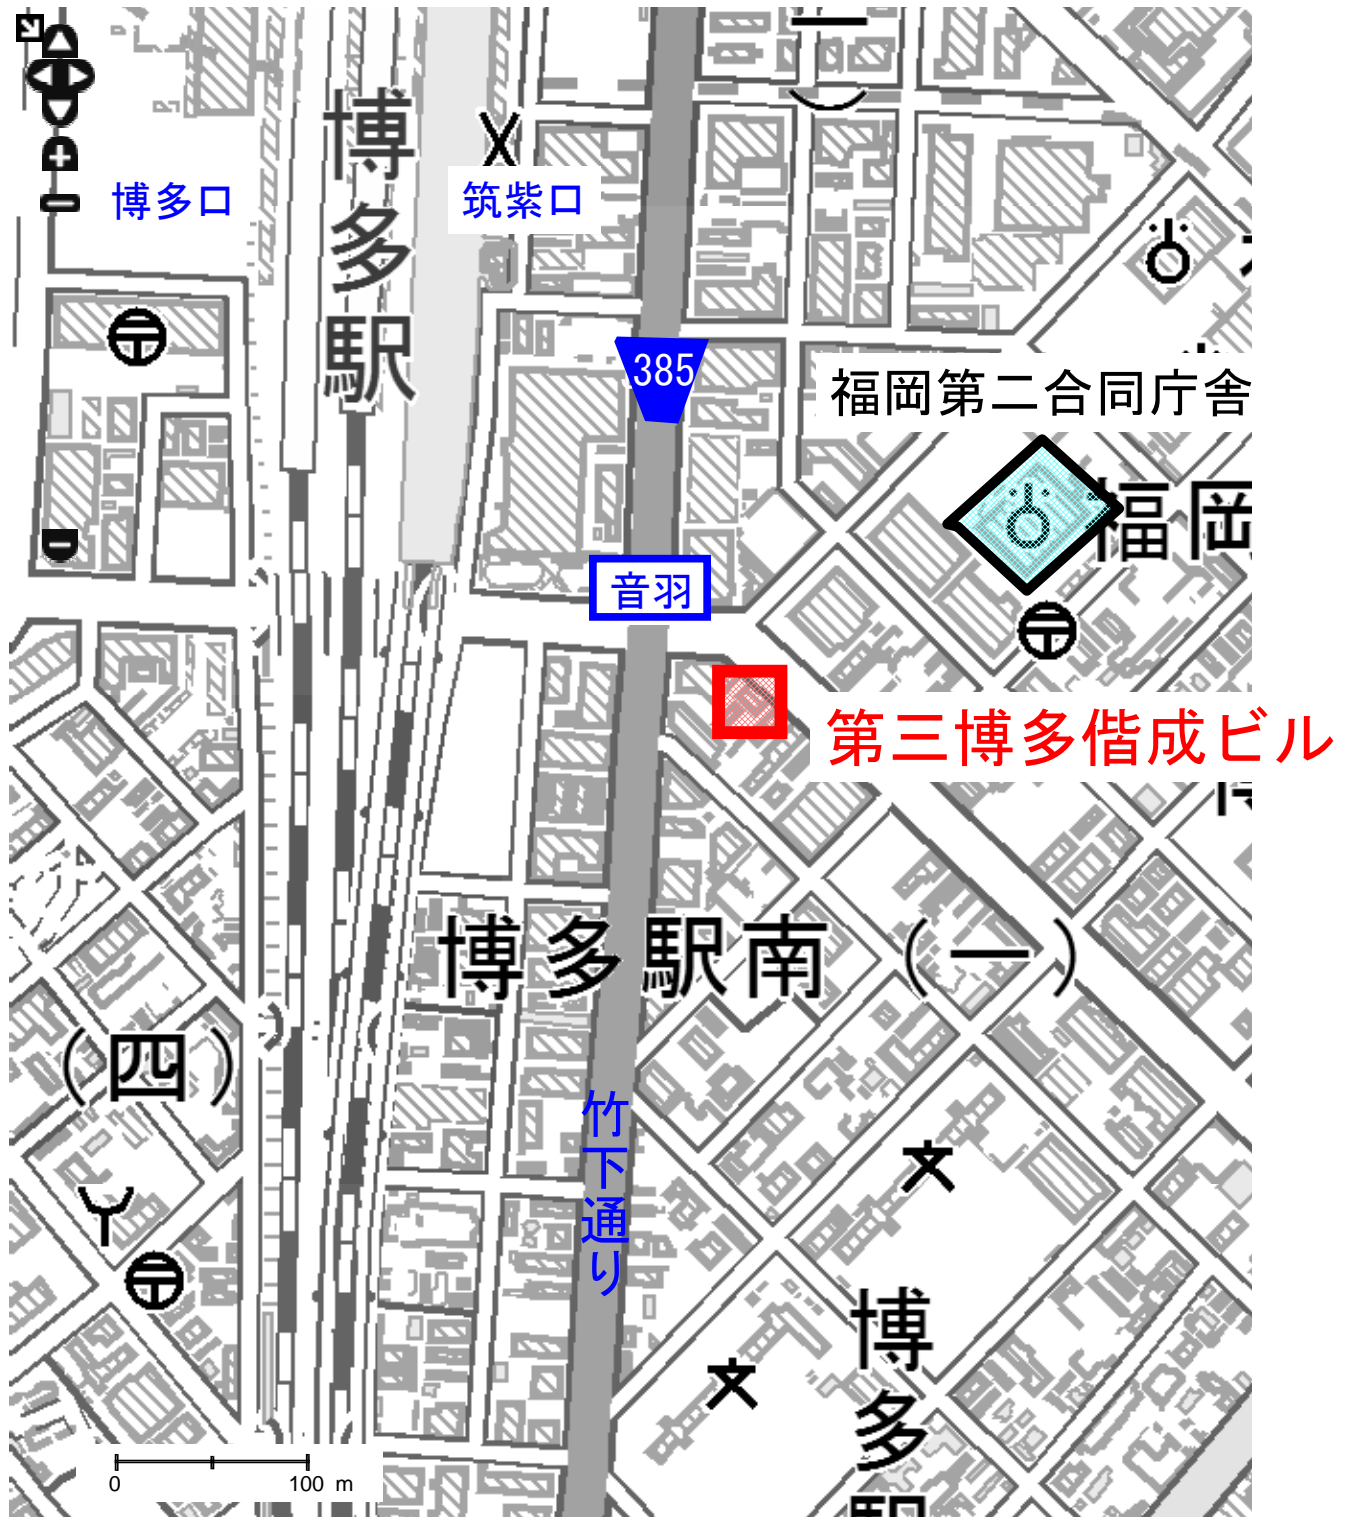 博多駅
博多口
筑紫口
385
福岡第二合同庁舎
福岡
音羽
第三博多偕成ビル
博多駅南(一)
(四)
竹下通り
博多駅
0
100 m